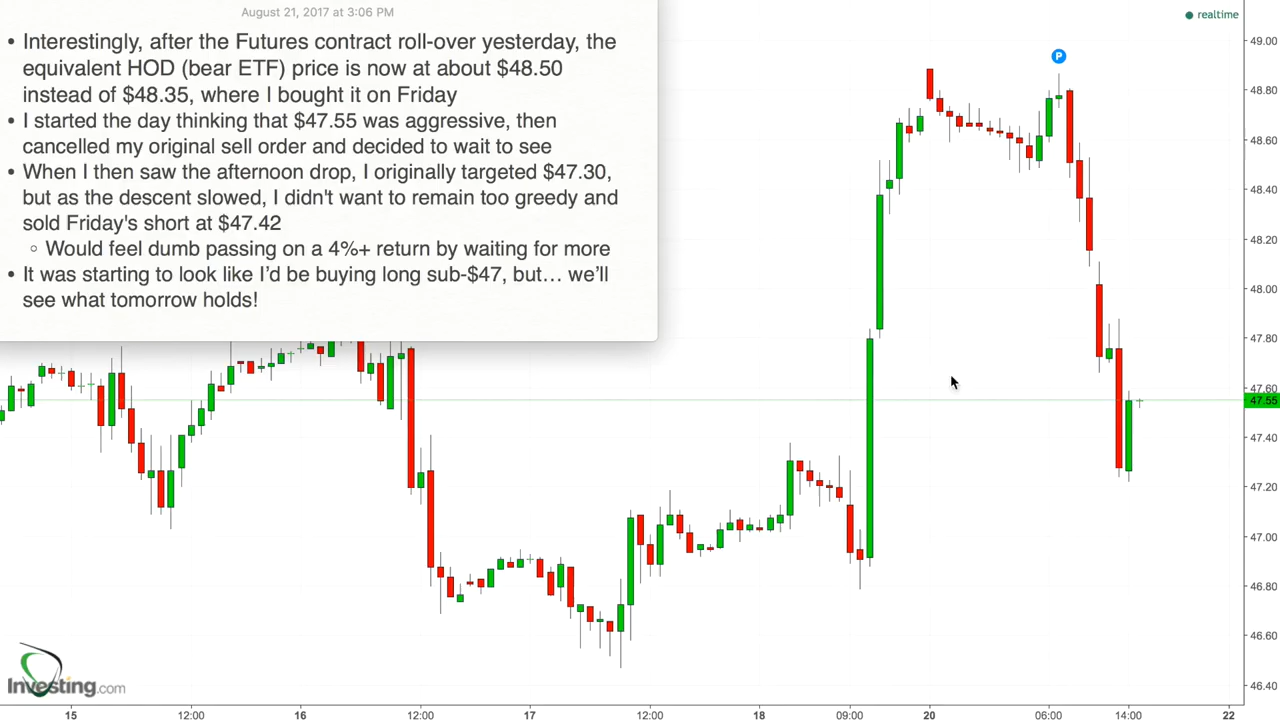 August 21, 2017 at 3:06 PM
• Interestingly, after the Futures contract roll-over yesterday, the
equivalent HOD (bear ETF) price is now at about $48.50
instead of $48.35, where I bought it on Friday
• I started the day thinking that $47.55 was aggressive, then
cancelled my original sell order and decided to wait to see
• When I then saw the afternoon drop, I originally targeted $47.30,
but as the descent slowed, I didn't want to remain too greedy and
sold Friday's short at $47.42
○ Would feel dumb passing on a 4%+ return by waiting for more
• It was starting to look like I’d be buying long sub-$47, but… we’ll
see what tomorrow holds!
realtime
P
49.00
48.80
48.60
48.40
48.20
48.00
47.80
47.60
47.55
47.40
47.20
47.00
46.80
46.60
46.40
Investing.com
15 12:00 16 12:00 17 12:00 18 09:00 20 06:00 14:00 22